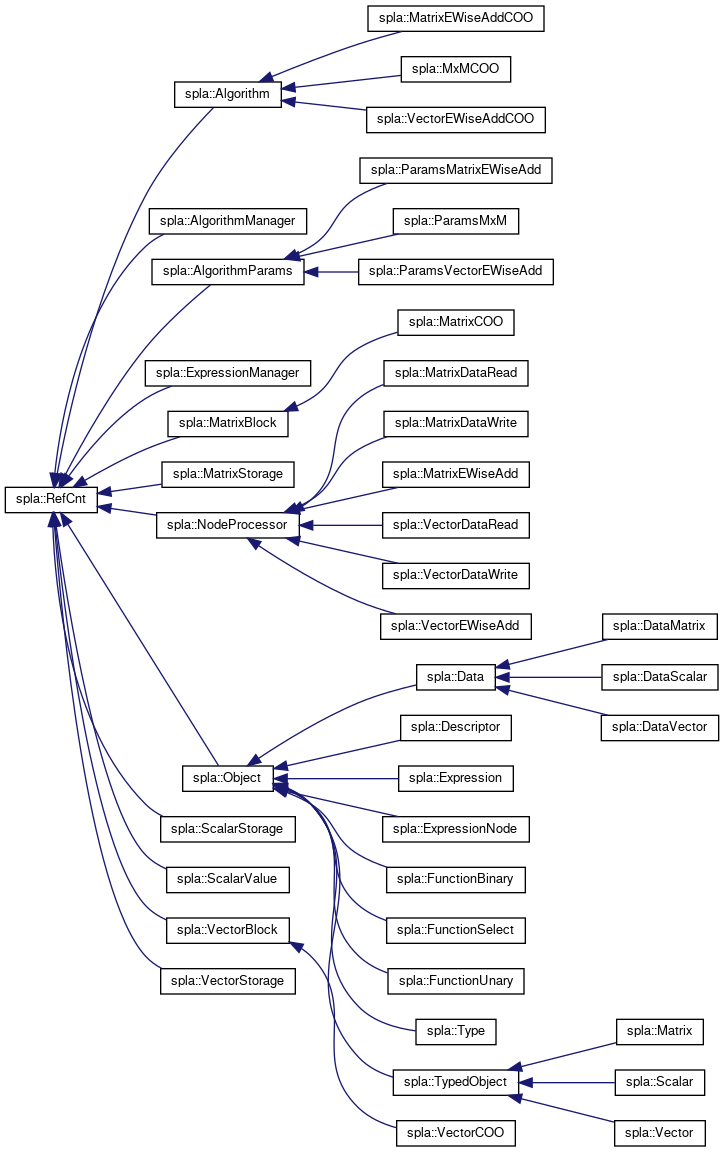 spla::MatrixEWiseAddCOO
spla::MxMCOO
spla::Algorithm
spla::VectorEWiseAddCOO
spla::ParamsMatrixEWiseAdd
spla::AlgorithmManager
spla::ParamsMxM
spla::AlgorithmParams
spla::ParamsVectorEWiseAdd
spla::MatrixCOO
spla::ExpressionManager
spla::MatrixDataRead
spla::MatrixBlock
spla::MatrixDataWrite
spla::MatrixStorage
spla::MatrixEWiseAdd
spla::RefCnt
spla::NodeProcessor
spla::VectorDataRead
spla::VectorDataWrite
spla::VectorEWiseAdd
spla::DataMatrix
spla::Data
spla::DataScalar
spla::Descriptor
spla::DataVector
spla::Object
spla::Expression
spla::ScalarStorage
spla::ExpressionNode
spla::ScalarValue
spla::FunctionBinary
spla::VectorBlock
spla::FunctionSelect
spla::VectorStorage
spla::FunctionUnary
spla::Type
spla::Matrix
spla::TypedObject
spla::Scalar
spla::VectorCOO
spla::Vector